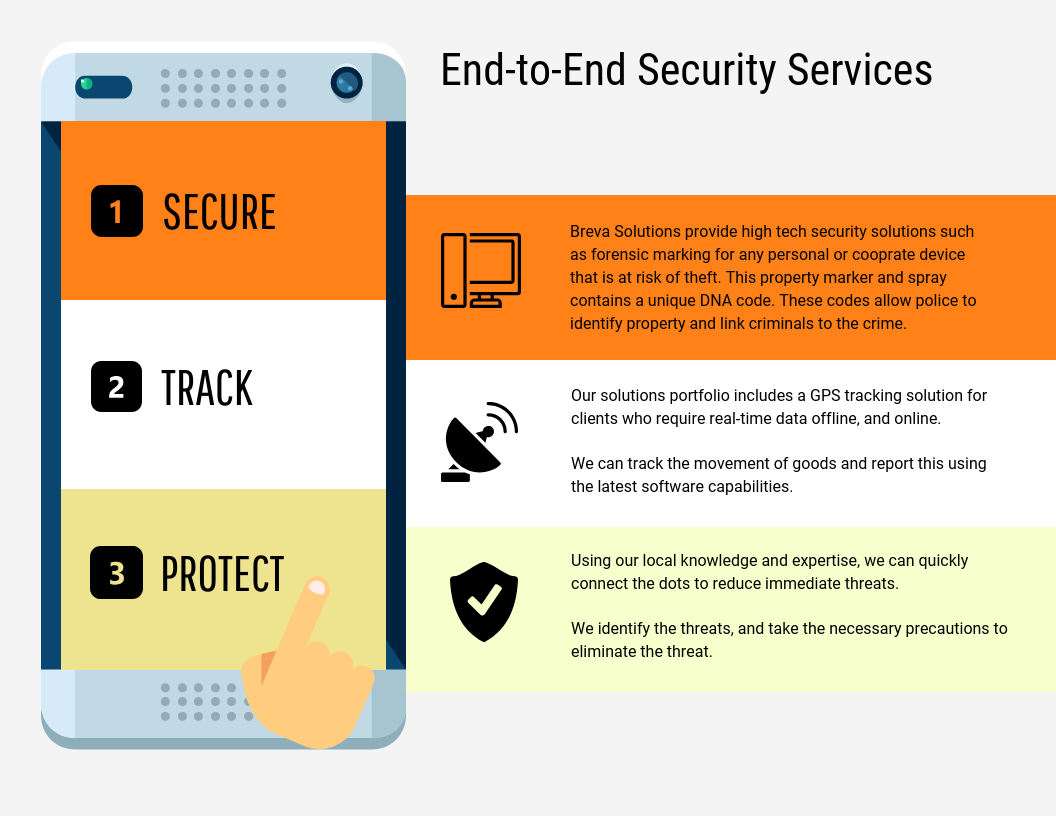 End-to-End Security Services
1 SECURE
Breva Solutions provide high tech security solutions such
as forensic marking for any personal or cooprate device
that is at risk of theft. This property marker and spray
contains a unique DNA code. These codes allow police to
identify property and link criminals to the crime.
2 TRACK
Our solutions portfolio includes a GPS tracking solution for
clients who require real-time data offline, and online.
We can track the movement of goods and report this using
the latest software capabilities.
3 PROTECT
Using our local knowledge and expertise, we can quickly
connect the dots to reduce immediate threats.
We identify the threats, and take the necessary precautions to
eliminate the threat.